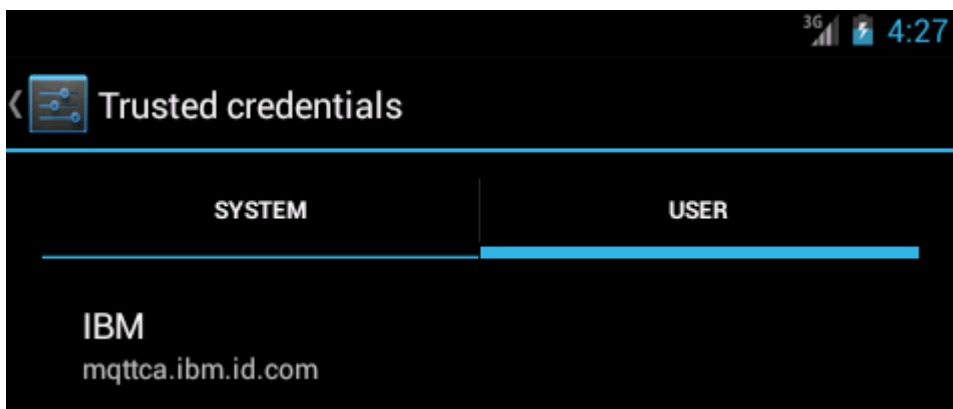 3G 4:27
Trusted credentials
SYSTEM USER
IBM
mqttca.ibm.id.com